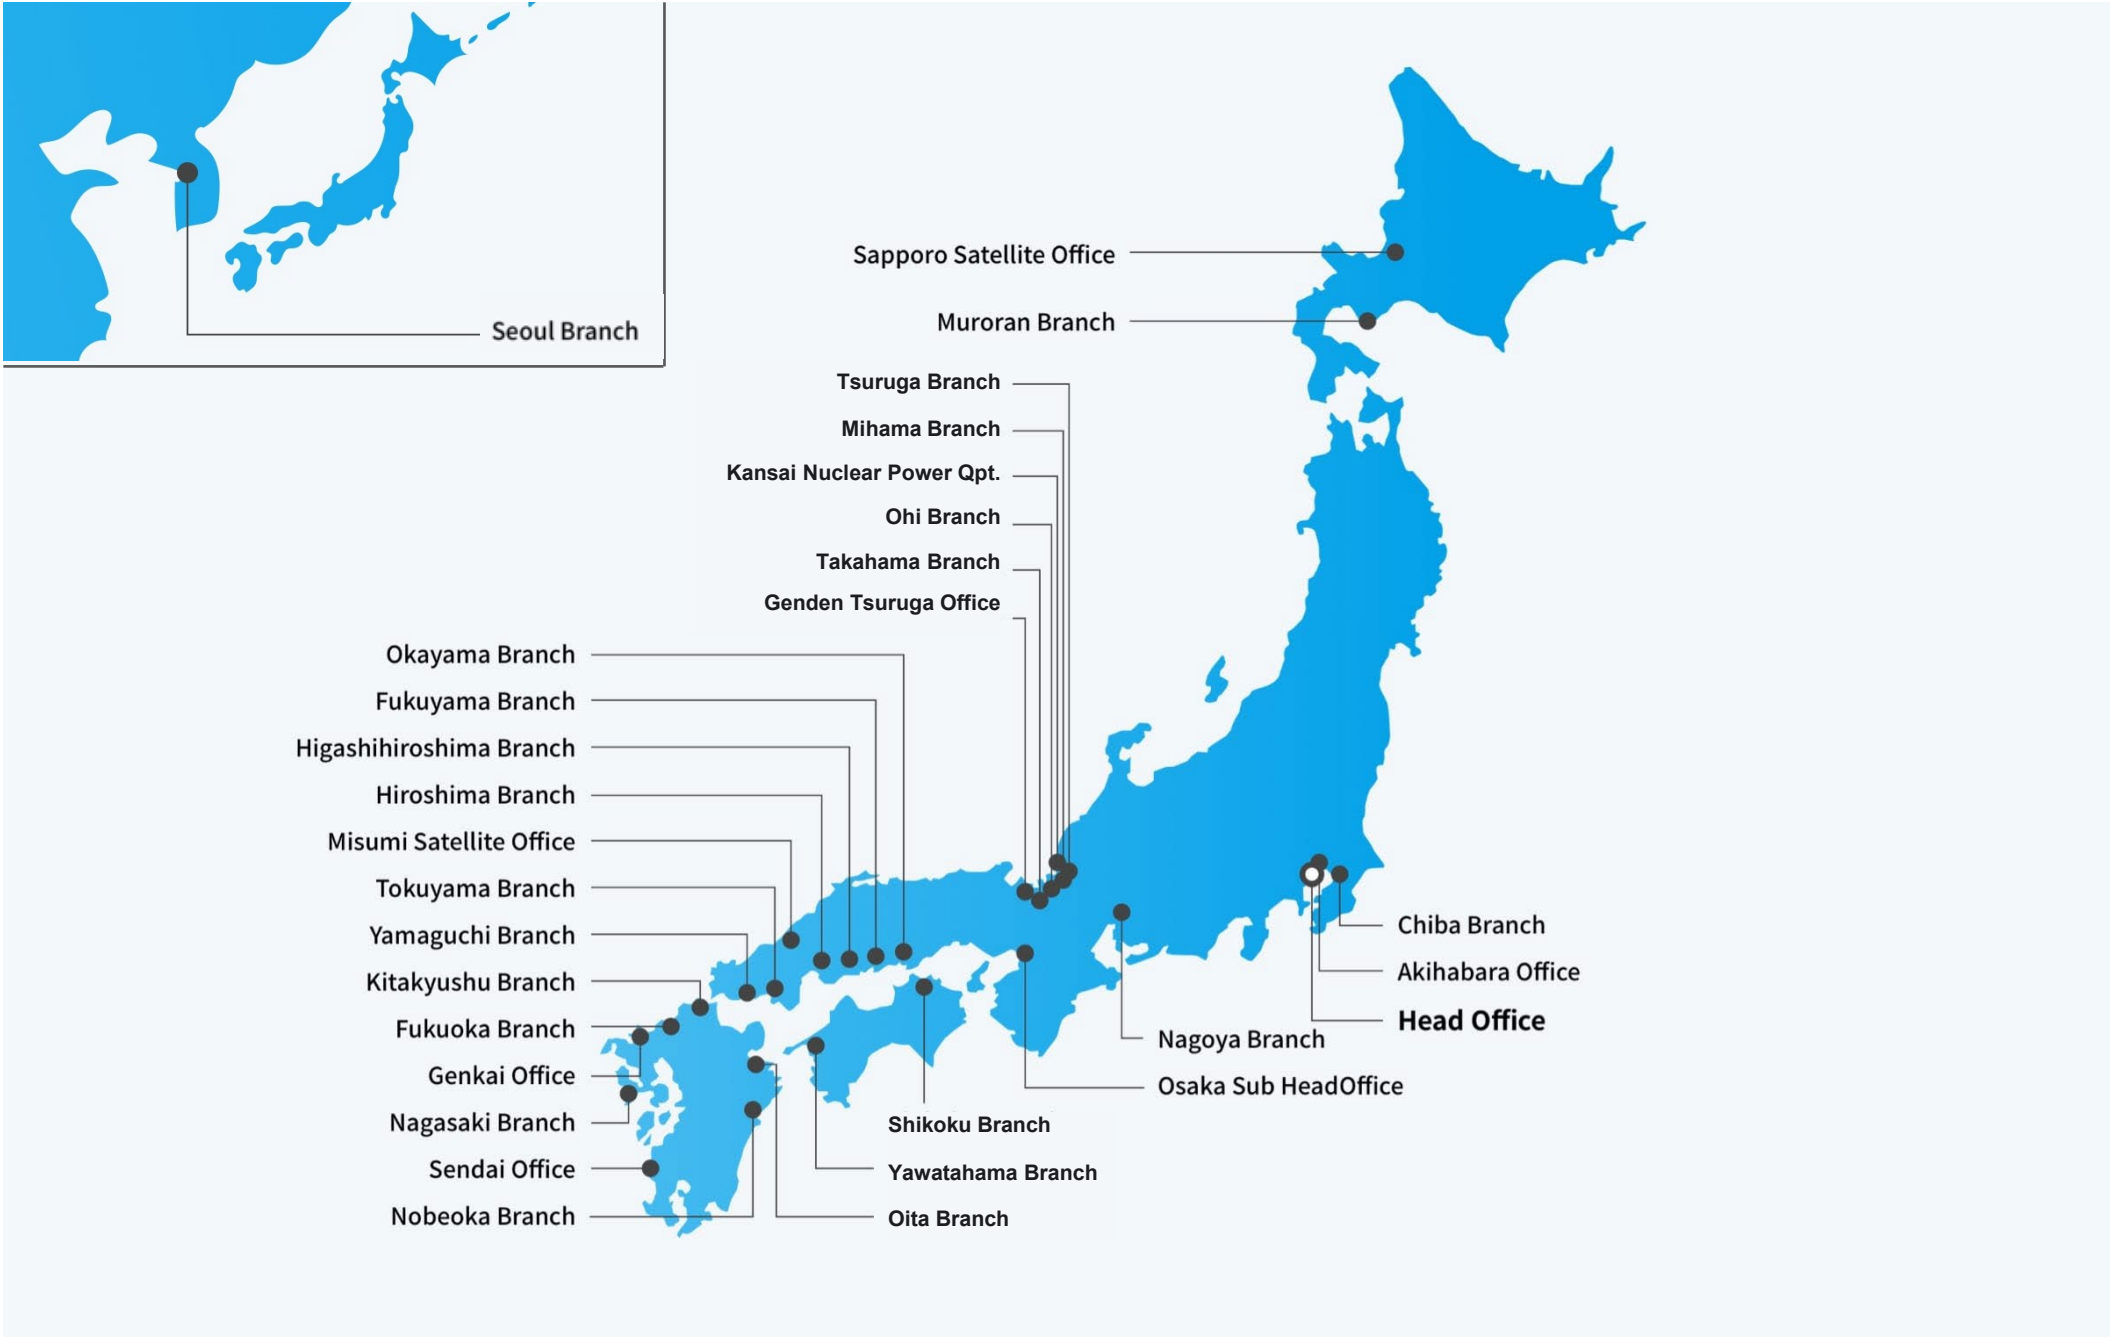 Seoul Branch
Sapporo Satellite Office
Muroran Branch
Tsuruga Branch
Mihama Branch
Kansai Nuclear Power Qpt.
Ohi Branch
Takahama Branch
Genden Tsuruga Office
Okayama Branch
Fukuyama Branch
Higashihiroshima Branch
Hiroshima Branch
Misumi Satellite Office
Tokuyama Branch
Yamaguchi Branch
Kitakyushu Branch
Fukuoka Branch
Genkai Office
Nagasaki Branch
Sendai Office
Nobeoka Branch
Chiba Branch
Akihabara Office
Head Office
Nagoya Branch
Osaka Sub HeadOffice
Shikoku Branch
Yawatahama Branch
Oita Branch